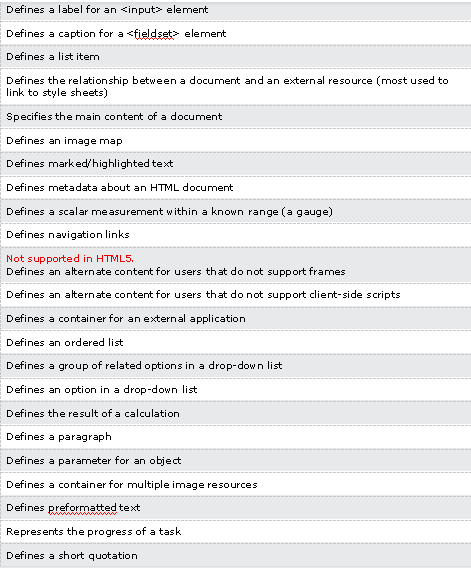 Defines a label for an <input> element
Defines a caption for a <fieldset> element
Defines a list item
Defines the relationship between a document and an external resource (most used to
link to style sheets)
Specifies the main content of a document
Defines an image map
Defines marked/highlighted text
Defines metadata about an HTML document
Defines a scalar measurement within a known range (a gauge)
Defines navigation links
Not supported in HTML5.
Defines an alternate content for users that do not support frames
Defines an alternate content for users that do not support client-side scripts
Defines a container for an external application
Defines an ordered list
Defines a group of related options in a drop-down list
Defines an option in a drop-down list
Defines the result of a calculation
Defines a paragraph
Defines a parameter for an object
Defines a container for multiple image resources
Defines preformatted text
Represents the progress of a task
Defines a short quotation